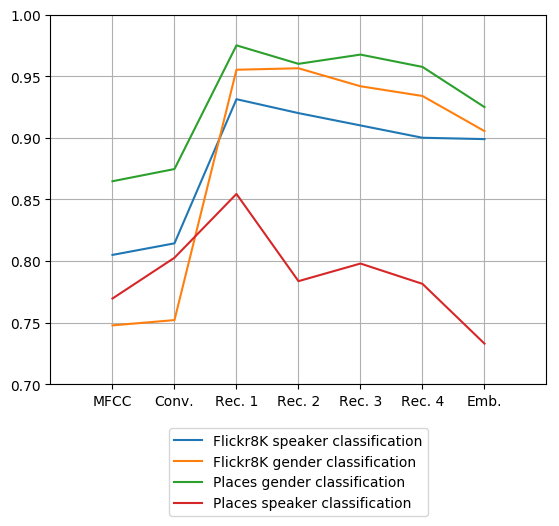 1.00
0.95
0.90
0.85
0.80
0.75
0.70
MFCC Conv. Rec. 1 Rec. 2 Rec. 3 Rec. 4 Emb.
Flickr8K speaker classification
Flickr8K gender classification
Places gender classification
Places speaker classification